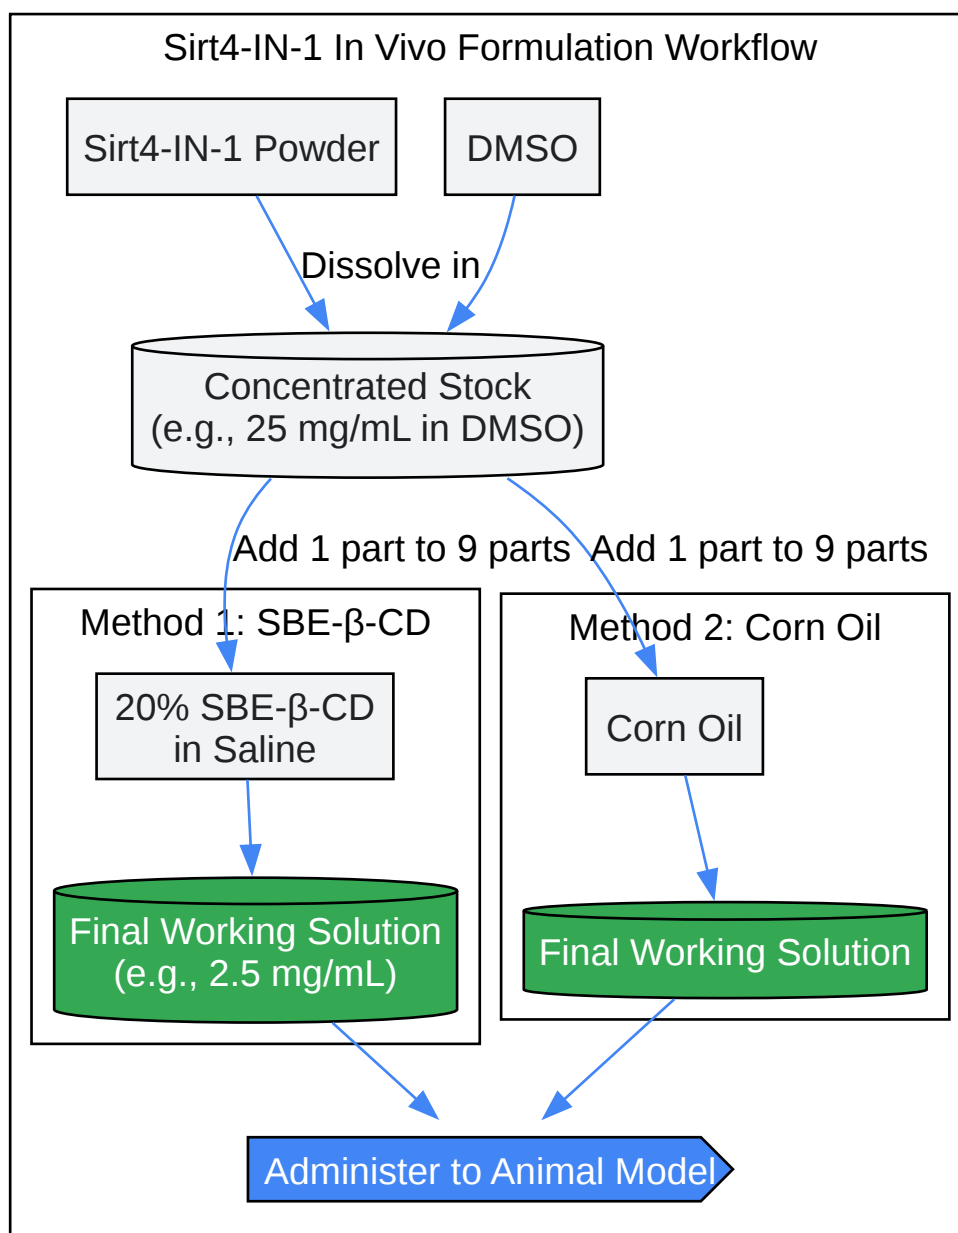 Sirt4-IN-1 In Vivo Formulation Workflow
Sirt4-IN-1 Powder
DMSO
Dissolve in
Concentrated Stock
(e.g., 25 mg/mL in DMSO)
Add 1 part to 9 parts
Add 1 part to 9 parts
Method 1: SBE-β-CD
Method 2: Corn Oil
20% SBE-β-CD
in Saline
Corn Oil
Final Working Solution
(e.g., 2.5 mg/mL)
Final Working Solution
Administer to Animal Model